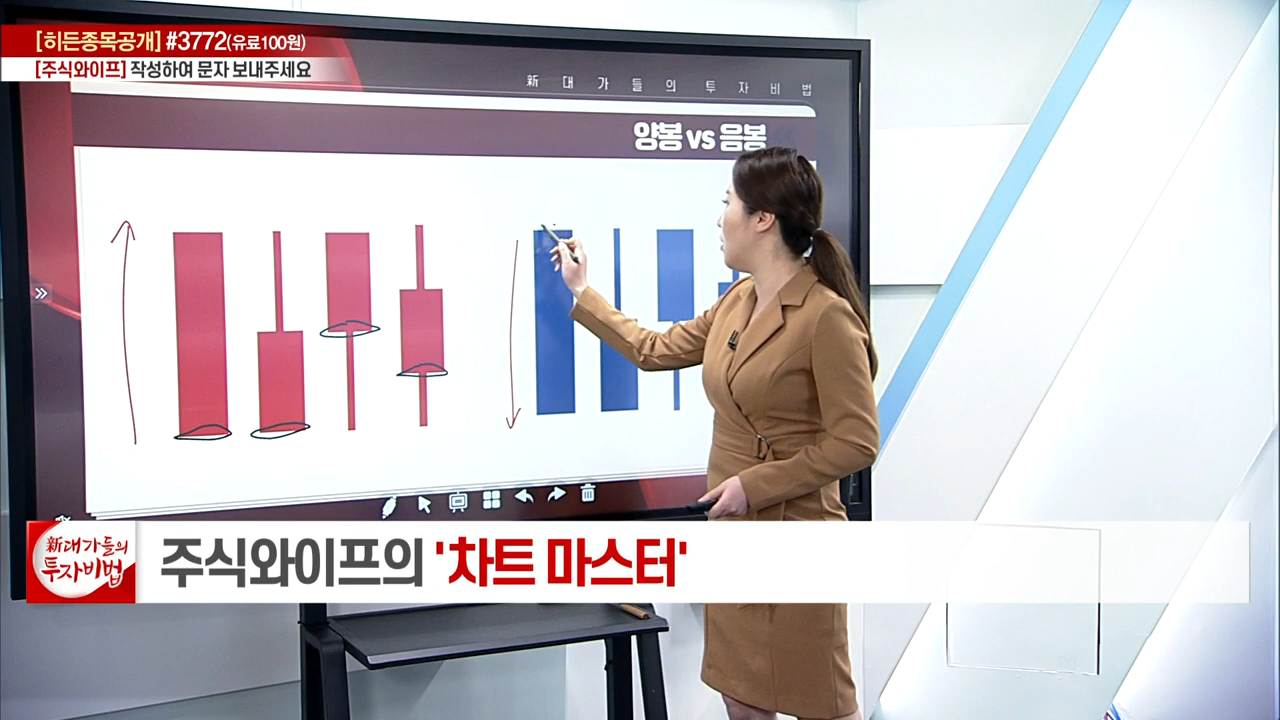 [히든종목공개] #3772(유료100원)
[주식와이프] 작성하여 문자 보내주세요
新 대가들의 투자비법
양봉 vs 음봉
新대가들의
투자비법
주식와이프의 '차트 마스터'